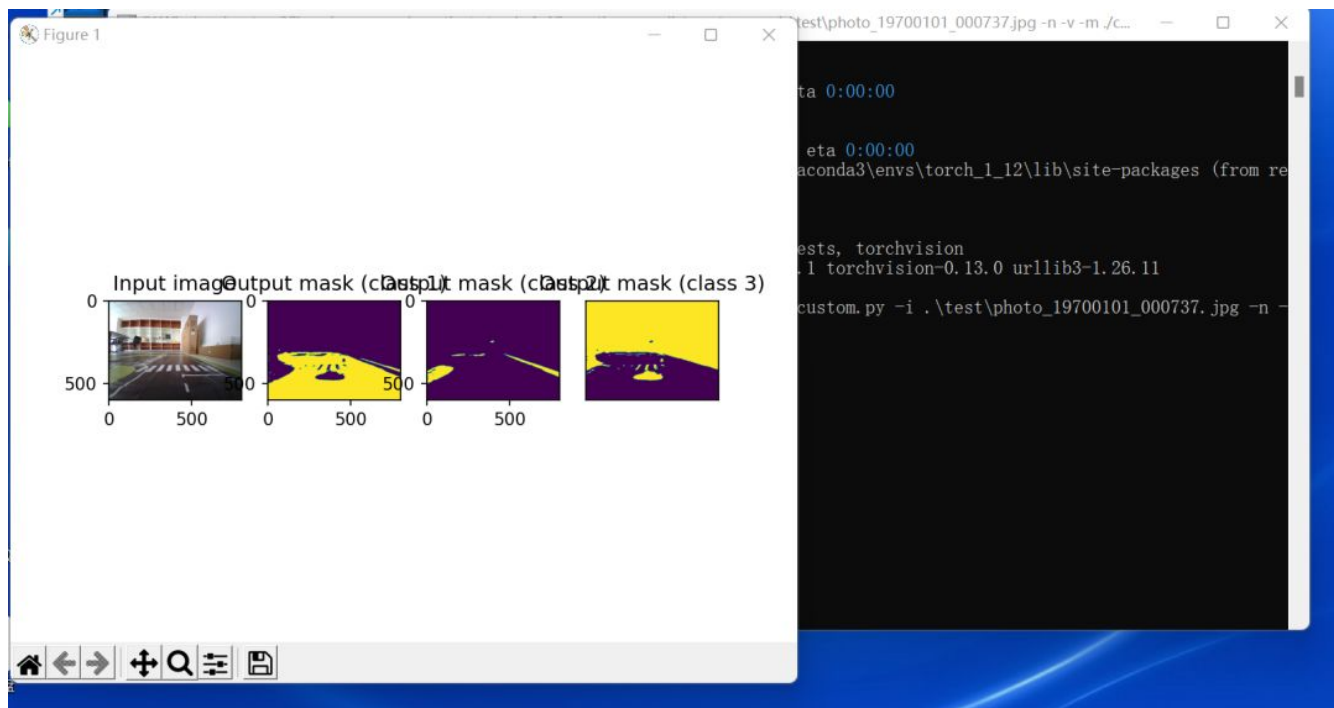 Figure 1
test\photo_19700101_000737.jpg -n -v -m ./c...
Input image
Output mask (class 1)
Output mask (class 2)
Output mask (class 3)
0
500
0
500
0
500
0
500
0
500
0
500
ta 0:00:00
eta 0:00:00
aconda3\envs\torch_1_12\lib\site-packages (from re
ests, torchvision
.1 torchvision-0.13.0 urllib3-1.26.11
custom.py -i .\test\photo_19700101_000737.jpg -n -